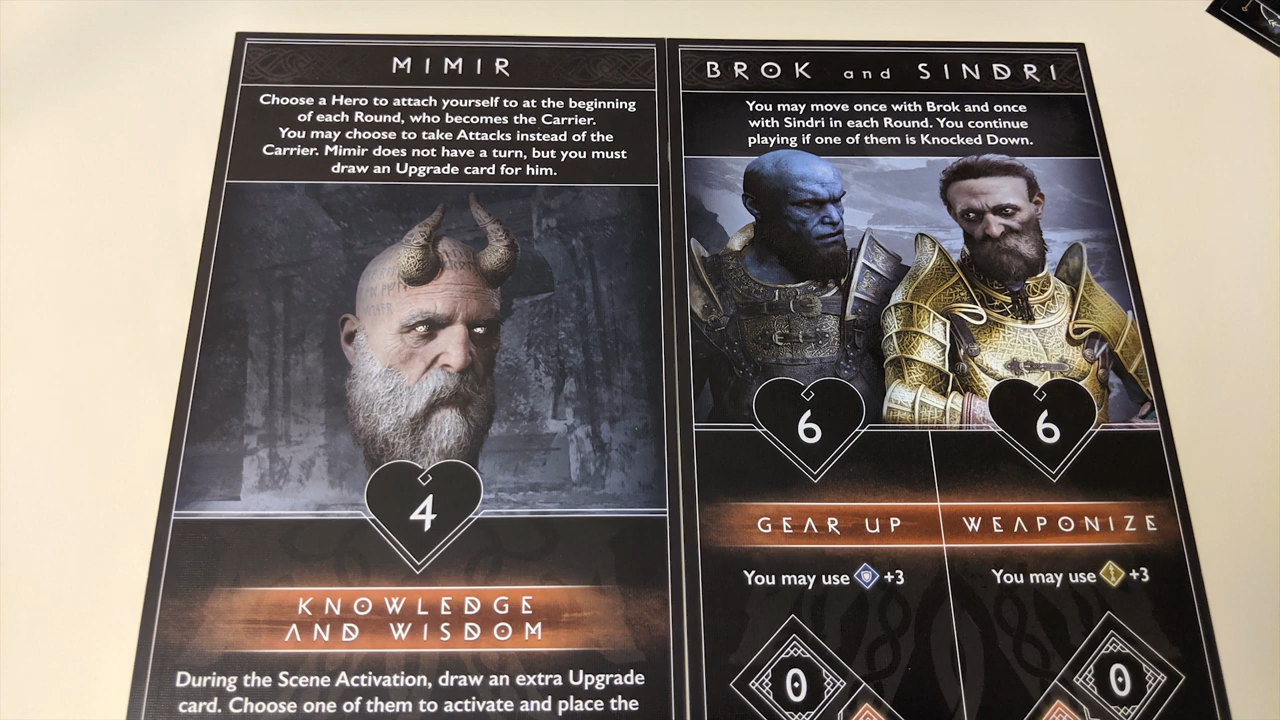 MIMIR
Choose a Hero to attach yourself to at the beginning
of each Round, who becomes the Carrier.
You may choose to take Attacks instead of the
Carrier. Mimir does not have a turn, but you must
draw an Upgrade card for him.
4
KNOWLEDGE
AND WISDOM
During the Scene Activation, draw an extra Upgrade
card. Choose one of them to activate and place the
BROK and SINDRI
You may move once with Brok and once
with Sindri in each Round. You continue
playing if one of them is Knocked Down.
6
6
GEAR UP
WEAPONIZE
You may use +3
You may use +3
0
0